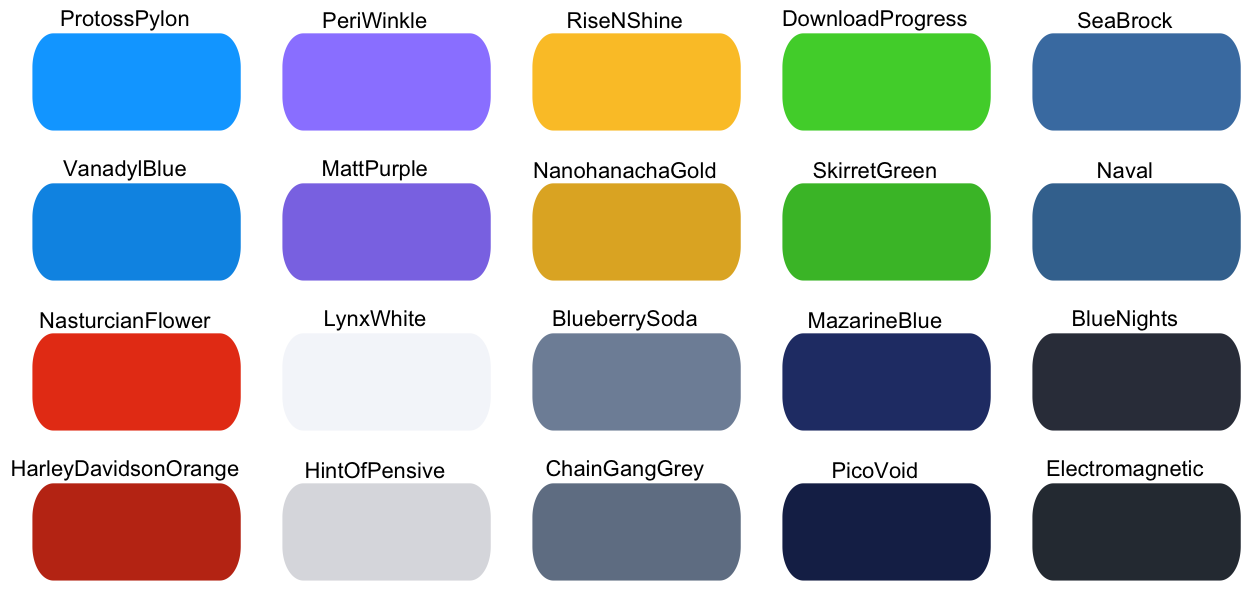 ProtossPylon
PeriWinkle
RiseNShine
DownloadProgress
SeaBrock
VanadylBlue
MattPurple
NanohanachaGold
SkirretGreen
Naval
NasturcianFlower
LynxWhite
BlueberrySoda
MazarineBlue
BlueNights
HarleyDavidsonOrange
HintOfPensive
ChainGangGrey
PicoVoid
Electromagnetic